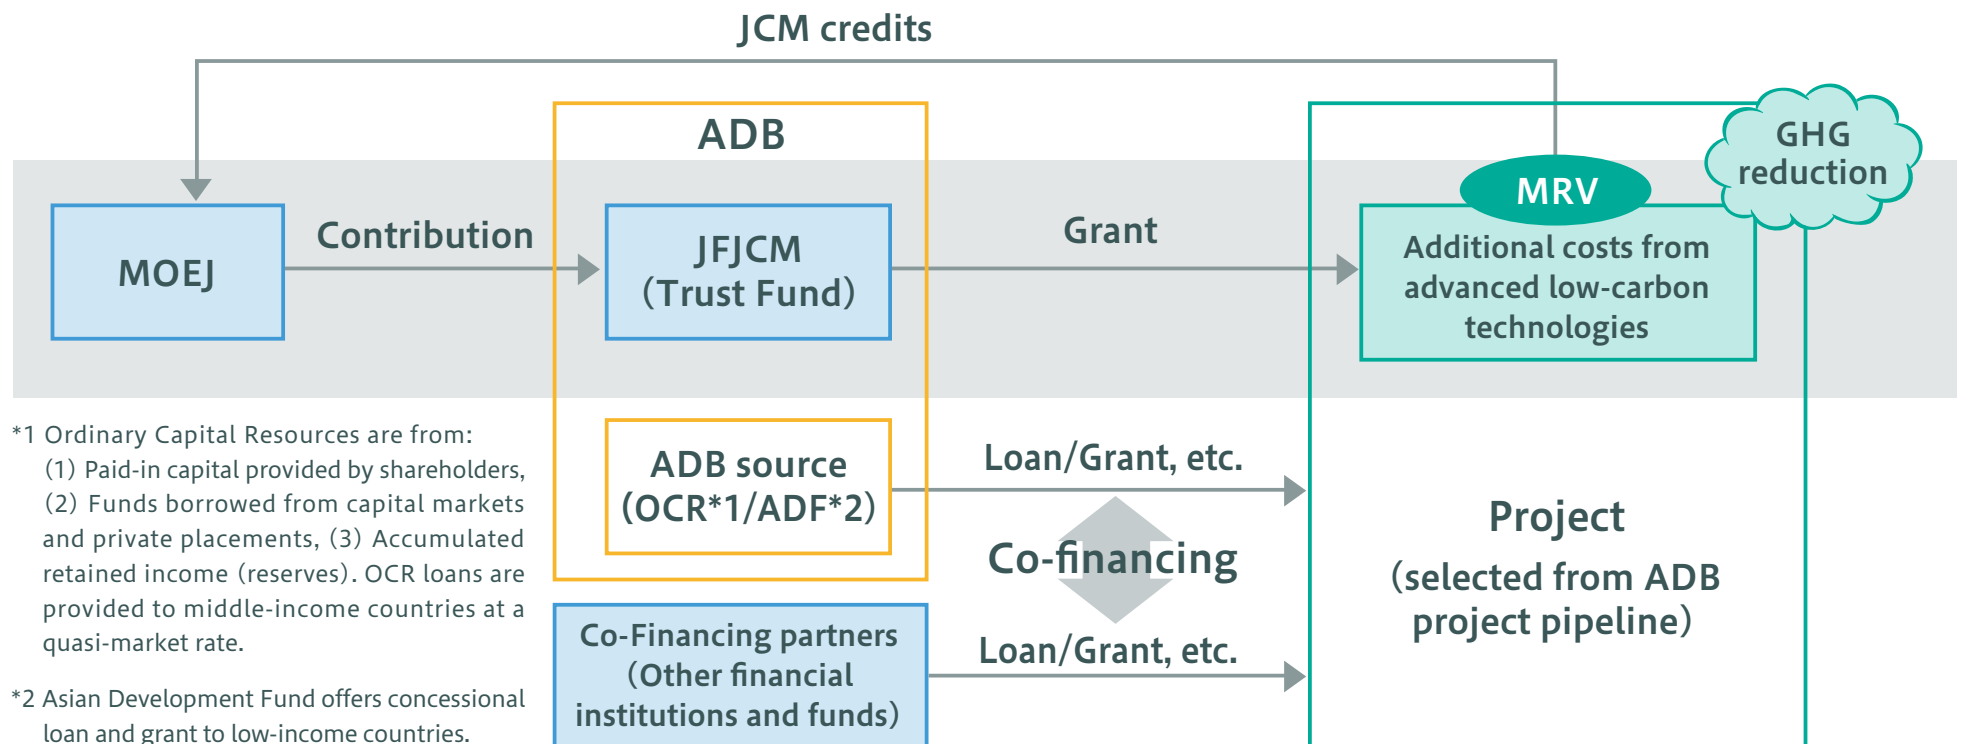 JCM credits
ADB
GHG
reduction
MRV
MOEJ
Contribution
JFJCM
(Trust Fund)
Grant
Additional costs from
advanced low-carbon
technologies
*1 Ordinary Capital Resources are from:
(1) Paid-in capital provided by shareholders,
(2) Funds borrowed from capital markets
and private placements, (3) Accumulated
retained income (reserves). OCR loans are
provided to middle-income countries at a
quasi-market rate.
*2 Asian Development Fund offers concessional
loan and grant to low-income countries.
ADB source
(OCR*1/ADF*2)
Loan/Grant, etc.
Co-financing
Co-Financing partners
(Other financial
institutions and funds)
Loan/Grant, etc.
Project
(selected from ADB
project pipeline)